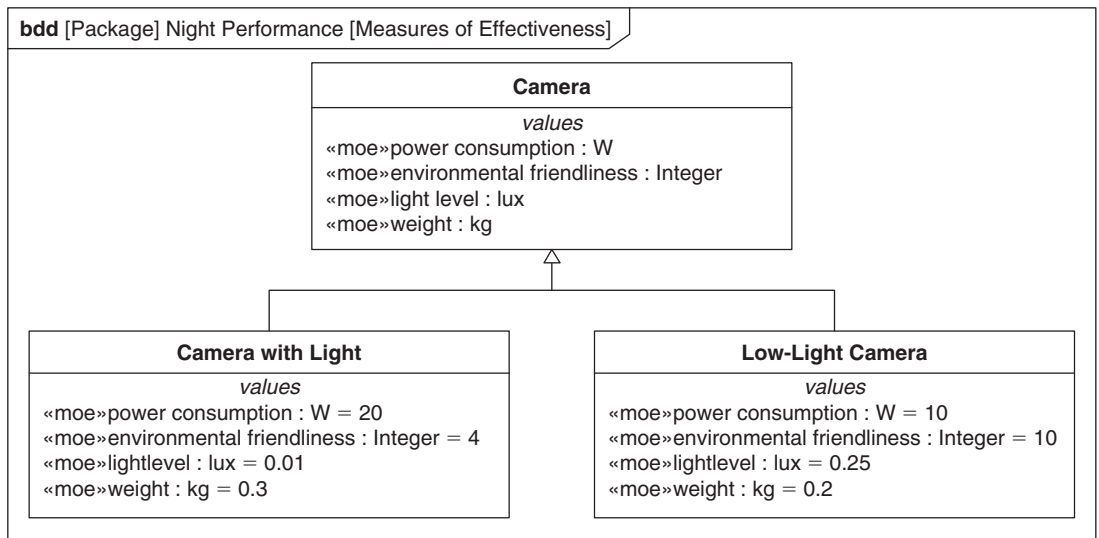 bdd [Package] Night Performance [Measures of Effectiveness]
Camera
values
«moe»power consumption : W
«moe»environmental friendliness : Integer
«moe»light level : lux
«moe»weight : kg
Camera with Light
values
«moe»power consumption : W = 20
«moe»environmental friendliness : Integer = 4
«moe»lightlevel : lux = 0.01
«moe»weight : kg = 0.3
Low-Light Camera
values
«moe»power consumption : W = 10
«moe»environmental friendliness : Integer = 10
«moe»lightlevel : lux = 0.25
«moe»weight : kg = 0.2